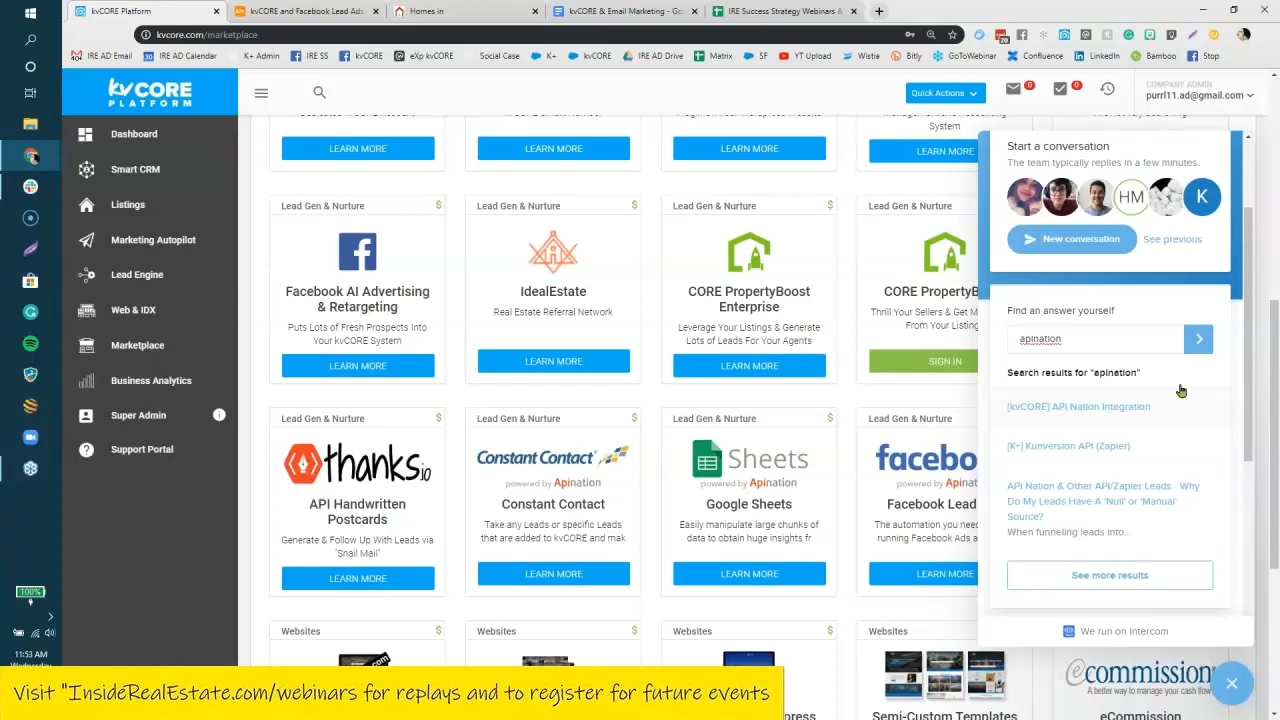 kvCORE Platform
kvCORE and Facebook Lead Ads
Homes in
kvCORE & Email Marketing - Go
IRE Success Strategy Webinars &
kvcore.com/marketplace
IRE AD Email
IRE AD Calendar
K+ Admin
kvCORE
eXp kvCORE
Salesforce
K+
kvCORE
IRE AD Drive
Matrix
SF
YT Upload
Wistia
Bitly
GoToWebinar
Confluence
LI
FB
Bamboo
FB
S
kvCORE
PLATFORM
Quick Actions
0
0
COMPANY ADMIN
purrl11.ad@gmail.com
Dashboard
Smart CRM
Listings
Marketing Autopilot
Lead Engine
Web & IDX
Marketplace
Business Analytics
Super Admin
Support Portal
System
LEARN MORE
LEARN MORE
LEARN MORE
LEARN MORE
Lead Gen & Nurture $
Facebook AI Advertising
& Retargeting
Puts Lots of Fresh Prospects Into
Your kvCORE System
LEARN MORE
Lead Gen & Nurture $
IdealEstate
Real Estate Referral Network
LEARN MORE
Lead Gen & Nurture $
CORE PropertyBoost
Enterprise
Leverage Your Listings & Generate
Lots of Leads For Your Agents
LEARN MORE
Lead Gen & Nurture
CORE PropertyB
Thrill Your Sellers & Get M
From Your Listing
SIGN IN
Lead Gen & Nurture $
thanks.io
API Handwritten
Postcards
Generate & Follow Up With Leads via
"Snail Mail"
LEARN MORE
Lead Gen & Nurture $
Constant Contact
powered by Apination
Constant Contact
Take any Leads or specific Leads
that are added to kvCORE and mak
LEARN MORE
Lead Gen & Nurture $
Sheets
powered by Apination
Google Sheets
Easily manipulate large chunks of
data to obtain huge insights fr
LEARN MORE
Lead Gen & Nurture
facebo
powered by Apinat
Facebook Lead
The automation you need
running Facebook Ads a
LEARN MORE
Websites $
Websites $
Websites $
Websites
Semi-Custom Templates
ecommission
A better way to manage your cash
eCommission
Start a conversation
The team typically replies in a few minutes.
HM
K
New conversation
See previous
Find an answer yourself
apination
Search results for "apination"
[kvCORE] API Nation Integration
[K+] Kunversion API (Zapier)
API Nation & Other API/Zapier Leads - Why
Do My Leads Have A 'Null' or 'Manual'
Source?
When funneling leads into...
See more results
We run on Intercom
100%
11:53 AM
Wednesday
Visit "InsideRealEstate.com/webinars for replays and to register for future events